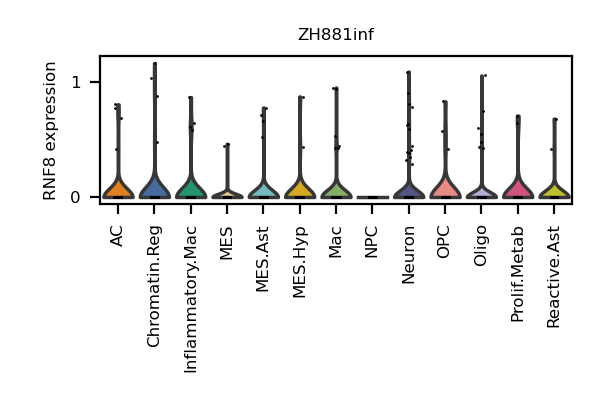 ZH881inf
RNF8 expression
1
0
AC
Chromatin.Reg
Inflammatory.Mac
MES
MES.Ast
MES.Hyp
Mac
NPC
Neuron
OPC
Oligo
Prolif.Metab
Reactive.Ast